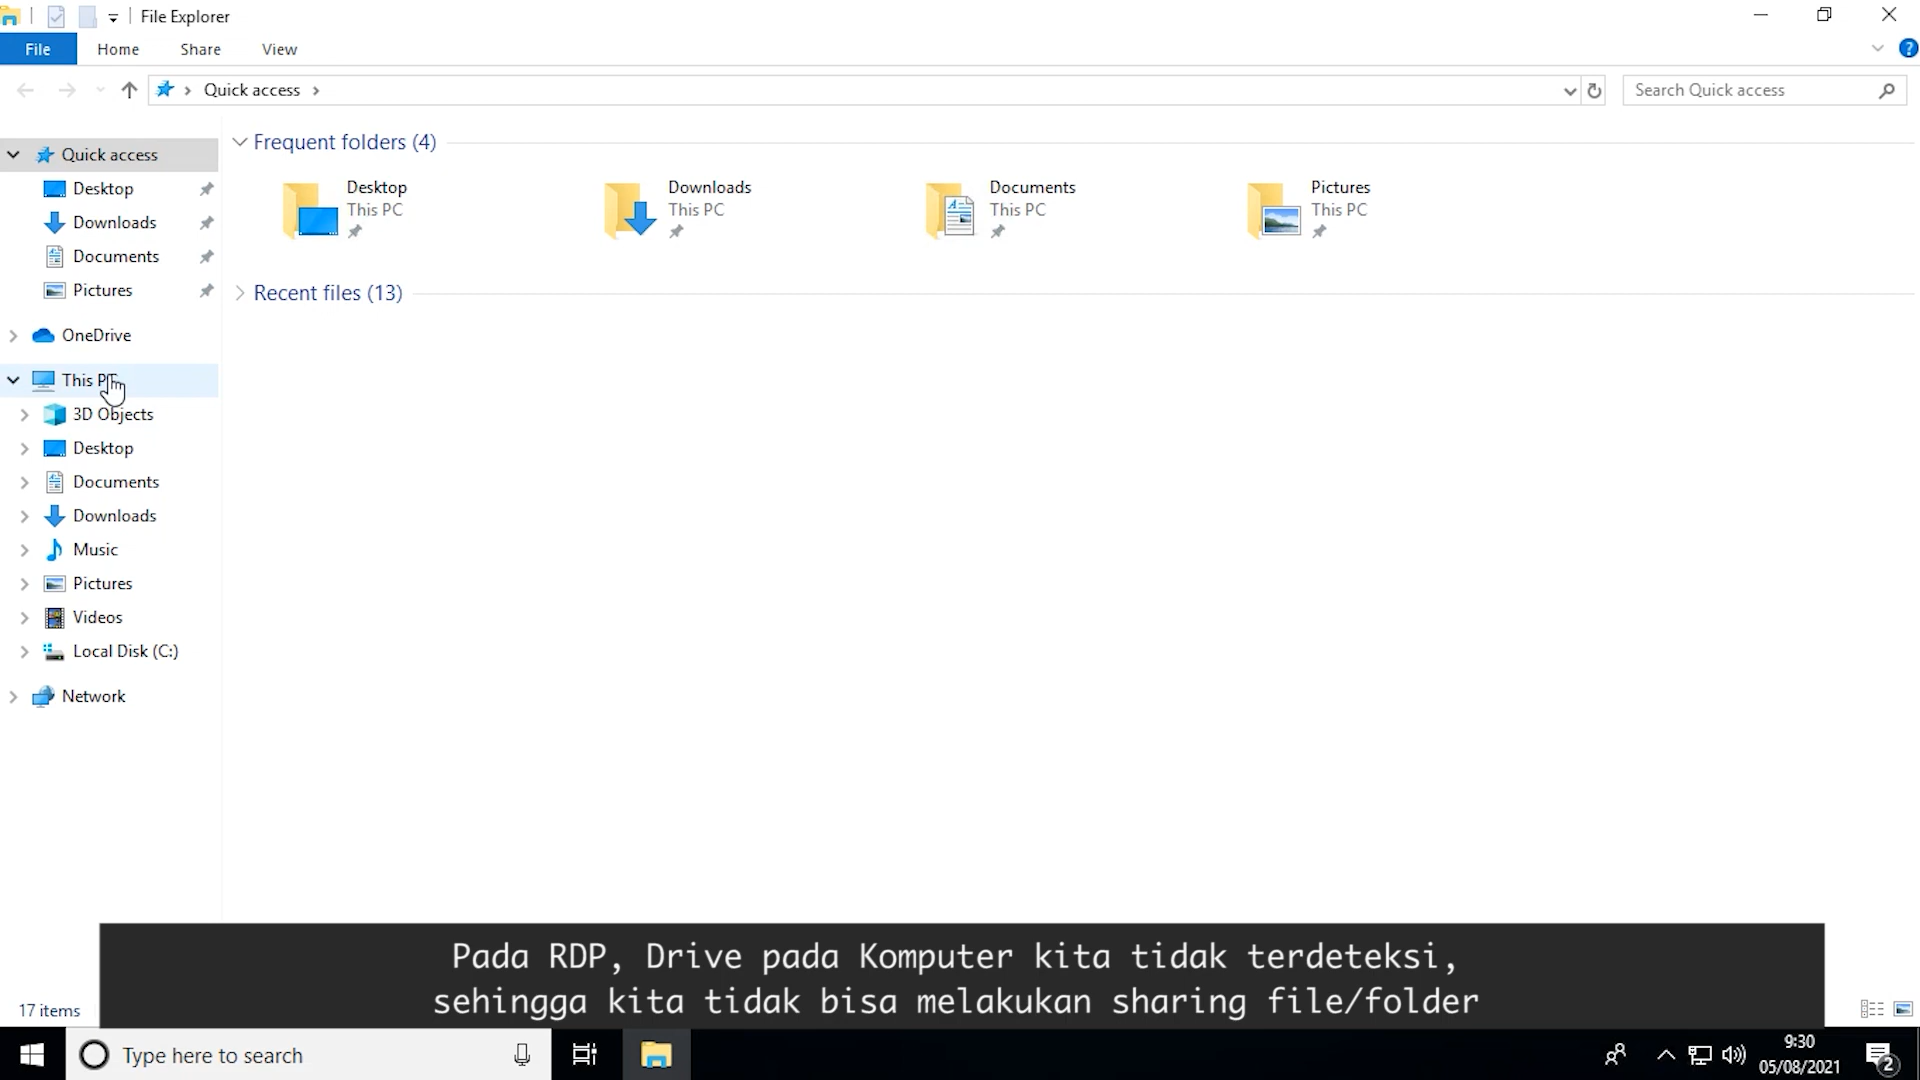 File Explorer
File Home Share View
Quick access
Search Quick access
Quick access
Desktop
Downloads
Documents
Pictures
OneDrive
This PC
3D Objects
Desktop
Documents
Downloads
Music
Pictures
Videos
Local Disk (C:)
Network
Frequent folders (4)
Desktop
This PC
Downloads
This PC
Documents
This PC
Pictures
This PC
Recent files (13)
Pada RDP, Drive pada Komputer kita tidak terdeteksi,
sehingga kita tidak bisa melakukan sharing file/folder
17 items
Type here to search
9:30
05/08/2021
2